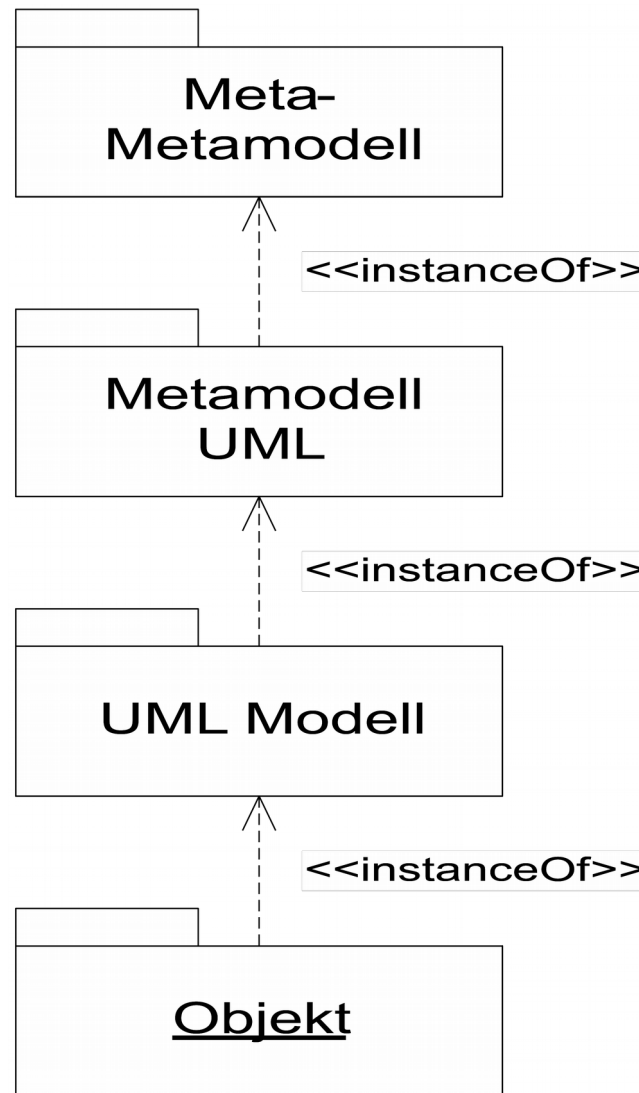 Meta-
Metamodell
<<instanceOf>>
Metamodell
UML
<<instanceOf>>
UML Modell
<<instanceOf>>
Objekt